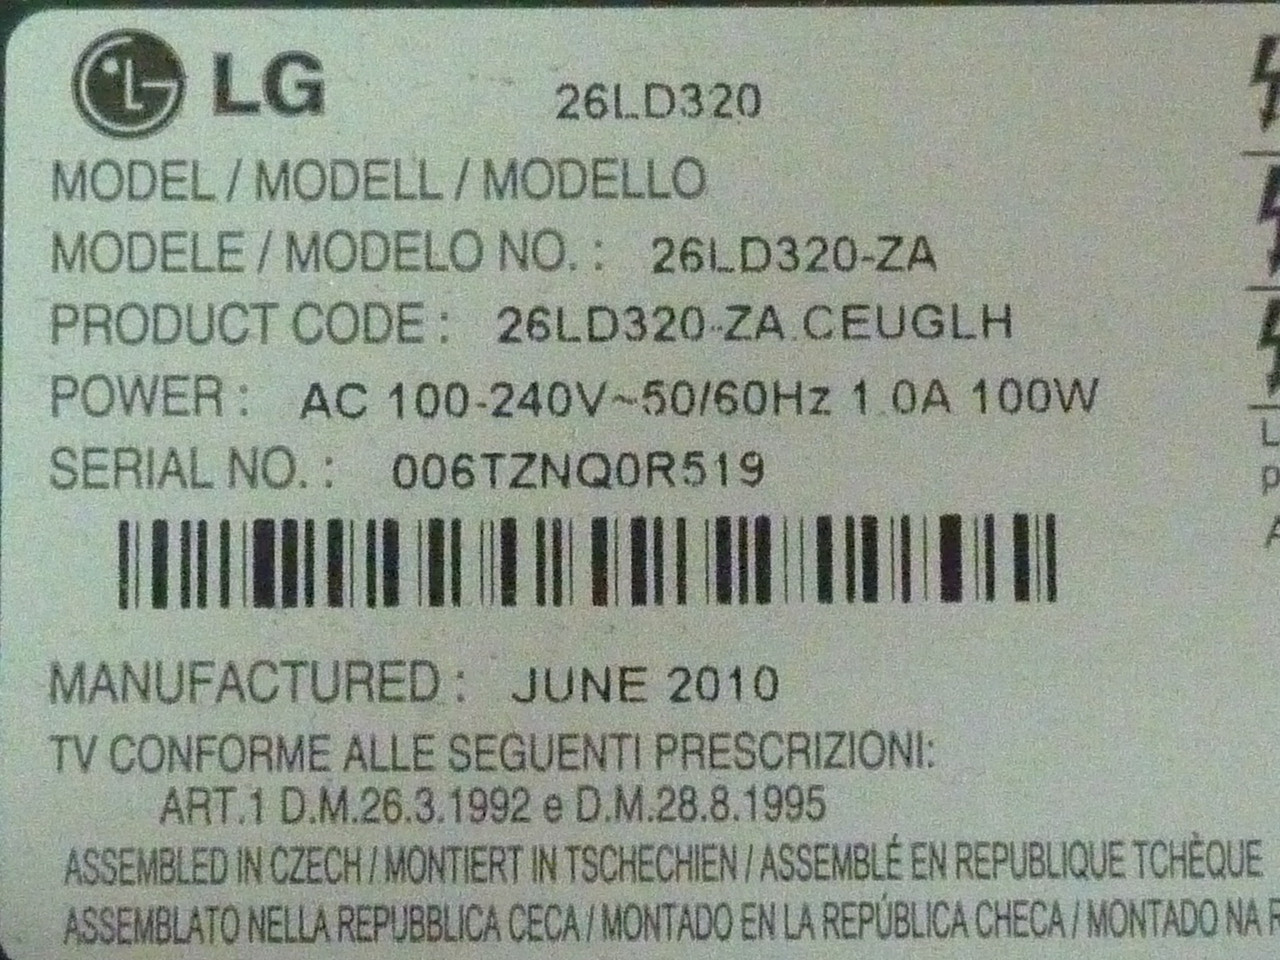 LG 26LD320
MODEL / MODELL / MODELLO
MODELE / MODELO NO. : 26LD320-ZA
PRODUCT CODE : 26LD320-ZA.CEUGLH
POWER : AC 100-240V~50/60Hz 1.0A 100W
SERIAL NO. : 006TZNQ0R519
MANUFACTURED : JUNE 2010
TV CONFORME ALLE SEGUENTI PRESCRIZIONI:
ART.1 D.M.26.3.1992 e D.M.28.8.1995
ASSEMBLED IN CZECH / MONTIERT IN TSCHECHIEN / ASSEMBLÉ EN REPUBLIQUE TCHÈQUE
ASSEMBLATO NELLA REPUBBLICA CECA / MONTADO EN LA REPÚBLICA CHECA / MONTADO NA